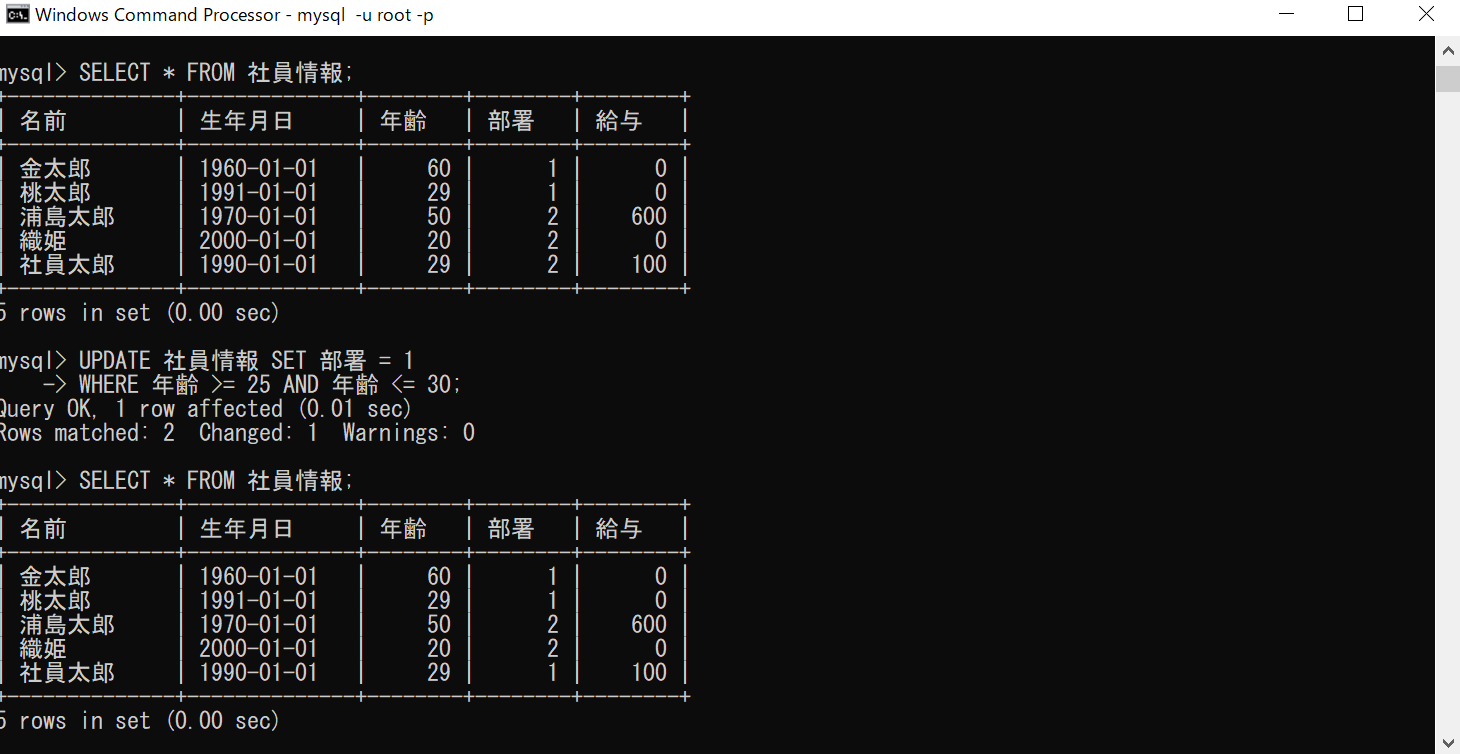 Windows Command Processor - mysql  -u root -p
mysql> SELECT * FROM 社員情報;
+--------------+--------------+--------+--------+--------+
| 名前         | 生年月日     | 年齢   | 部署   | 給与   |
+--------------+--------------+--------+--------+--------+
| 金太郎       | 1960-01-01   |     60 |      1 |      0 |
| 桃太郎       | 1991-01-01   |     29 |      1 |      0 |
| 浦島太郎     | 1970-01-01   |     50 |      2 |    600 |
| 織姫         | 2000-01-01   |     20 |      2 |      0 |
| 社員太郎     | 1990-01-01   |     29 |      2 |    100 |
+--------------+--------------+--------+--------+--------+
5 rows in set (0.00 sec)
mysql> UPDATE 社員情報 SET 部署 = 1
    -> WHERE 年齢 >= 25 AND 年齢 <= 30;
Query OK, 1 row affected (0.01 sec)
Rows matched: 2  Changed: 1  Warnings: 0
mysql> SELECT * FROM 社員情報;
+--------------+--------------+--------+--------+--------+
| 名前         | 生年月日     | 年齢   | 部署   | 給与   |
+--------------+--------------+--------+--------+--------+
| 金太郎       | 1960-01-01   |     60 |      1 |      0 |
| 桃太郎       | 1991-01-01   |     29 |      1 |      0 |
| 浦島太郎     | 1970-01-01   |     50 |      2 |    600 |
| 織姫         | 2000-01-01   |     20 |      2 |      0 |
| 社員太郎     | 1990-01-01   |     29 |      1 |    100 |
+--------------+--------------+--------+--------+--------+
5 rows in set (0.00 sec)